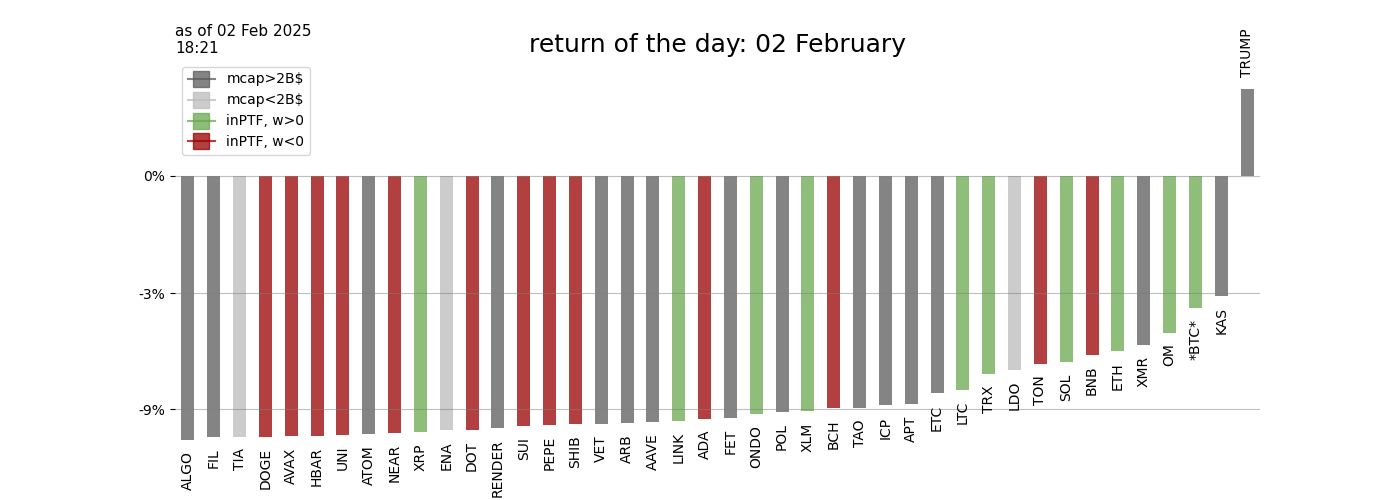 as of 02 Feb 2025
18:21
return of the day: 02 February
TRUMP
mcap>2B$
mcap<2B$
inPTF, w>0
inPTF, w<0
0%
-3%
-9%
ALGO
FIL
TIA
DOGE
AVAX
HBAR
UNI
ATOM
NEAR
XRP
ENA
DOT
RENDER
SUI
PEPE
SHIB
VET
ARB
AAVE
LINK
ADA
FET
ONDO
POL
XLM
BCH
TAO
ICP
APT
ETC
LTC
TRX
LDO
TON
SOL
BNB
ETH
XMR
OM
*BTC*
KAS